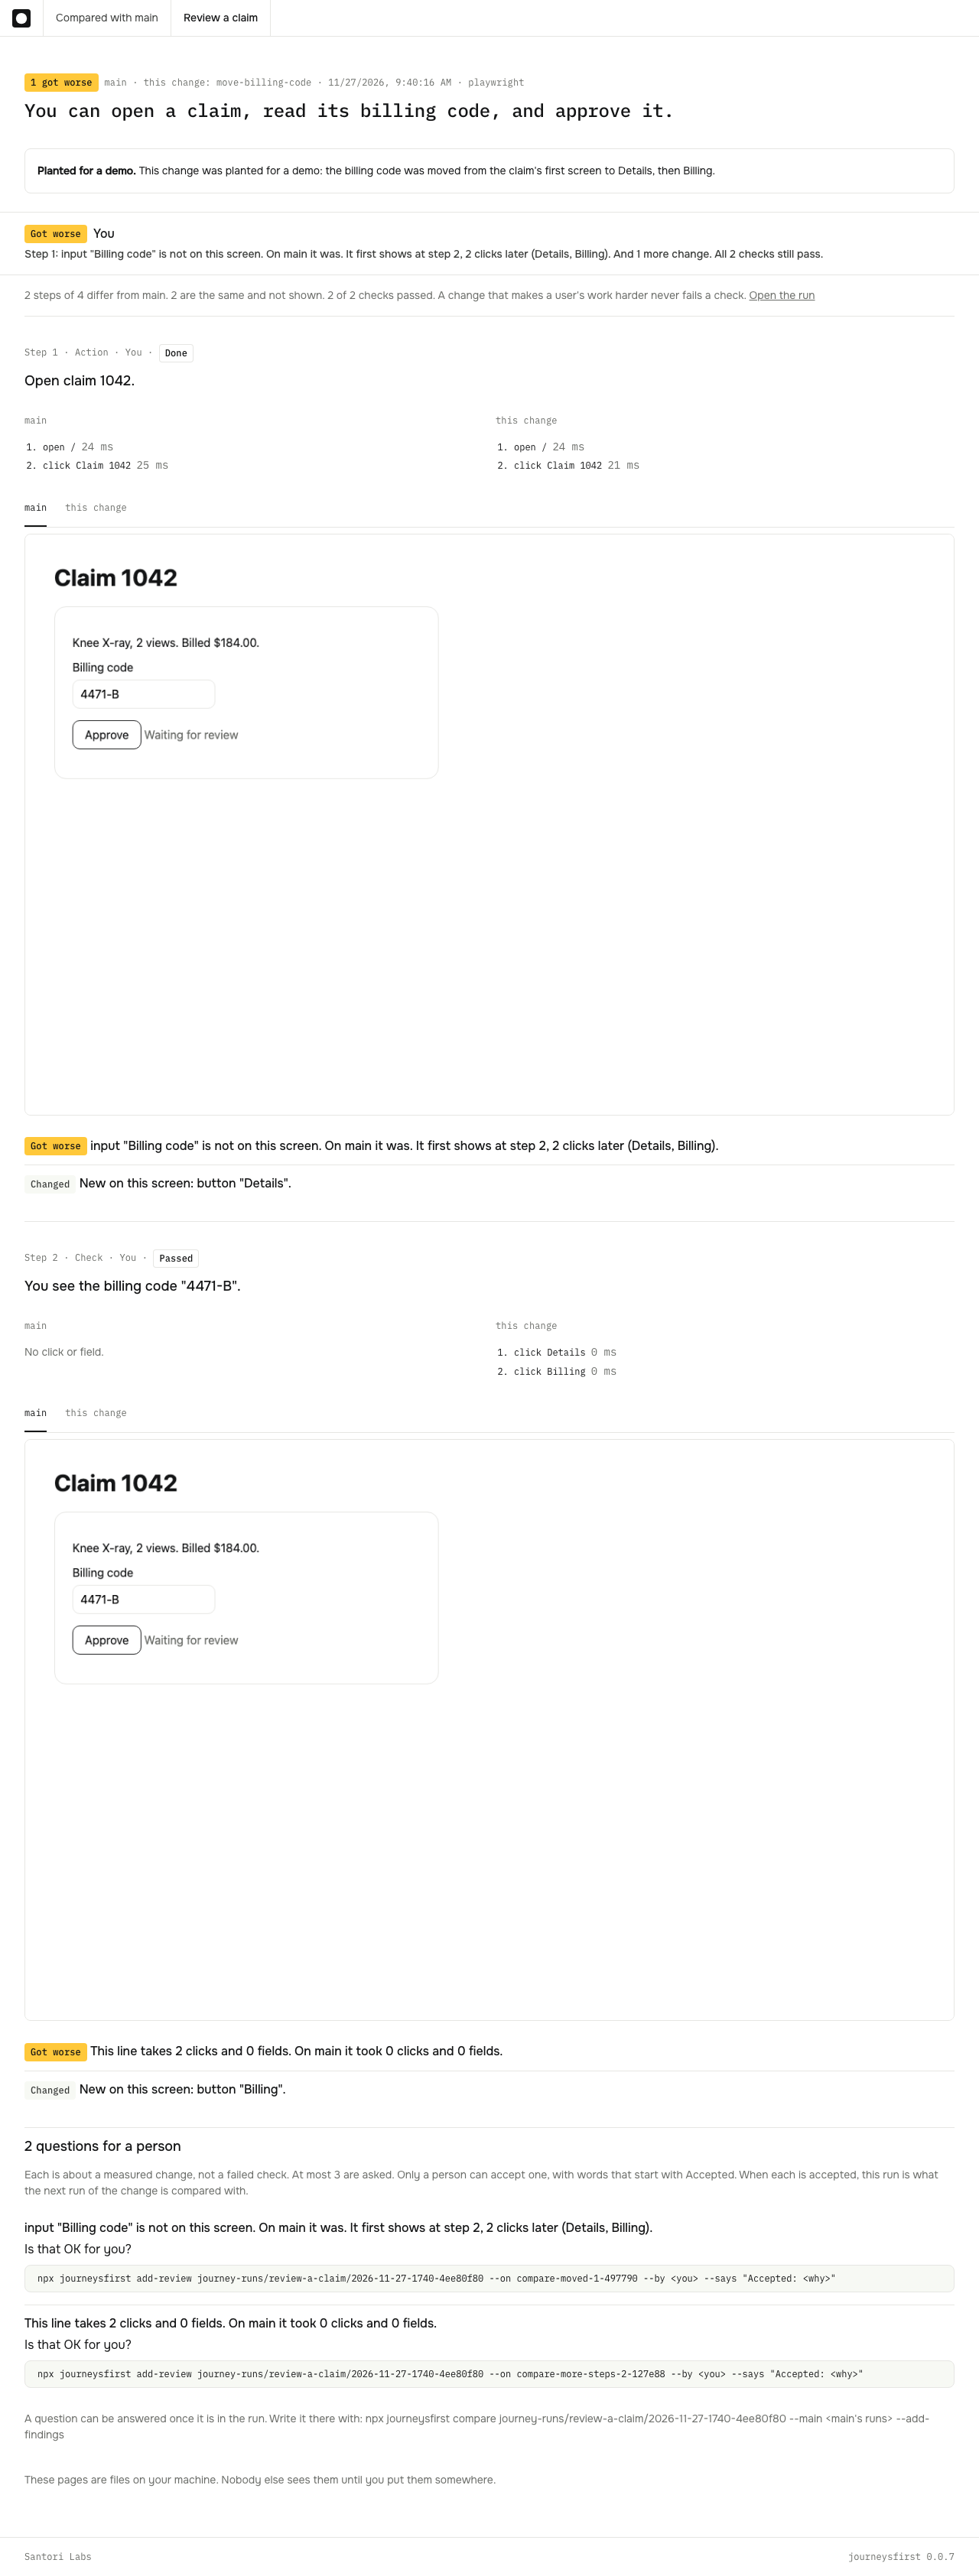 Compared with main
Review a claim
1 got worse main · this change: move-billing-code · 11/27/2026, 9:40:16 AM · playwright
You can open a claim, read its billing code, and approve it.
Planted for a demo. This change was planted for a demo: the billing code was moved from the claim's first screen to Details, then Billing.
Got worse You
Step 1: input "Billing code" is not on this screen. On main it was. It first shows at step 2, 2 clicks later (Details, Billing). And 1 more change. All 2 checks still pass.
2 steps of 4 differ from main. 2 are the same and not shown. 2 of 2 checks passed. A change that makes a user's work harder never fails a check. Open the run
Step 1 · Action · You · Done
Open claim 1042.
main
1. open / 24 ms
2. click Claim 1042 25 ms
this change
1. open / 24 ms
2. click Claim 1042 21 ms
main this change
Claim 1042
Knee X-ray, 2 views. Billed $184.00.
Billing code
4471-B
Approve Waiting for review
Got worse input "Billing code" is not on this screen. On main it was. It first shows at step 2, 2 clicks later (Details, Billing).
Changed New on this screen: button "Details".
Step 2 · Check · You · Passed
You see the billing code "4471-B".
main
No click or field.
this change
1. click Details 0 ms
2. click Billing 0 ms
main this change
Claim 1042
Knee X-ray, 2 views. Billed $184.00.
Billing code
4471-B
Approve Waiting for review
Got worse This line takes 2 clicks and 0 fields. On main it took 0 clicks and 0 fields.
Changed New on this screen: button "Billing".
2 questions for a person
Each is about a measured change, not a failed check. At most 3 are asked. Only a person can accept one, with words that start with Accepted. When each is accepted, this run is what
the next run of the change is compared with.
input "Billing code" is not on this screen. On main it was. It first shows at step 2, 2 clicks later (Details, Billing).
Is that OK for you?
npx journeysfirst add-review journey-runs/review-a-claim/2026-11-27-1740-4ee80f80 --on compare-moved-1-497790 --by <you> --says "Accepted: <why>"
This line takes 2 clicks and 0 fields. On main it took 0 clicks and 0 fields.
Is that OK for you?
npx journeysfirst add-review journey-runs/review-a-claim/2026-11-27-1740-4ee80f80 --on compare-more-steps-2-127e88 --by <you> --says "Accepted: <why>"
A question can be answered once it is in the run. Write it there with: npx journeysfirst compare journey-runs/review-a-claim/2026-11-27-1740-4ee80f80 --main <main's runs> --add-
findings
These pages are files on your machine. Nobody else sees them until you put them somewhere.
Santori Labs
journeysfirst 0.0.7